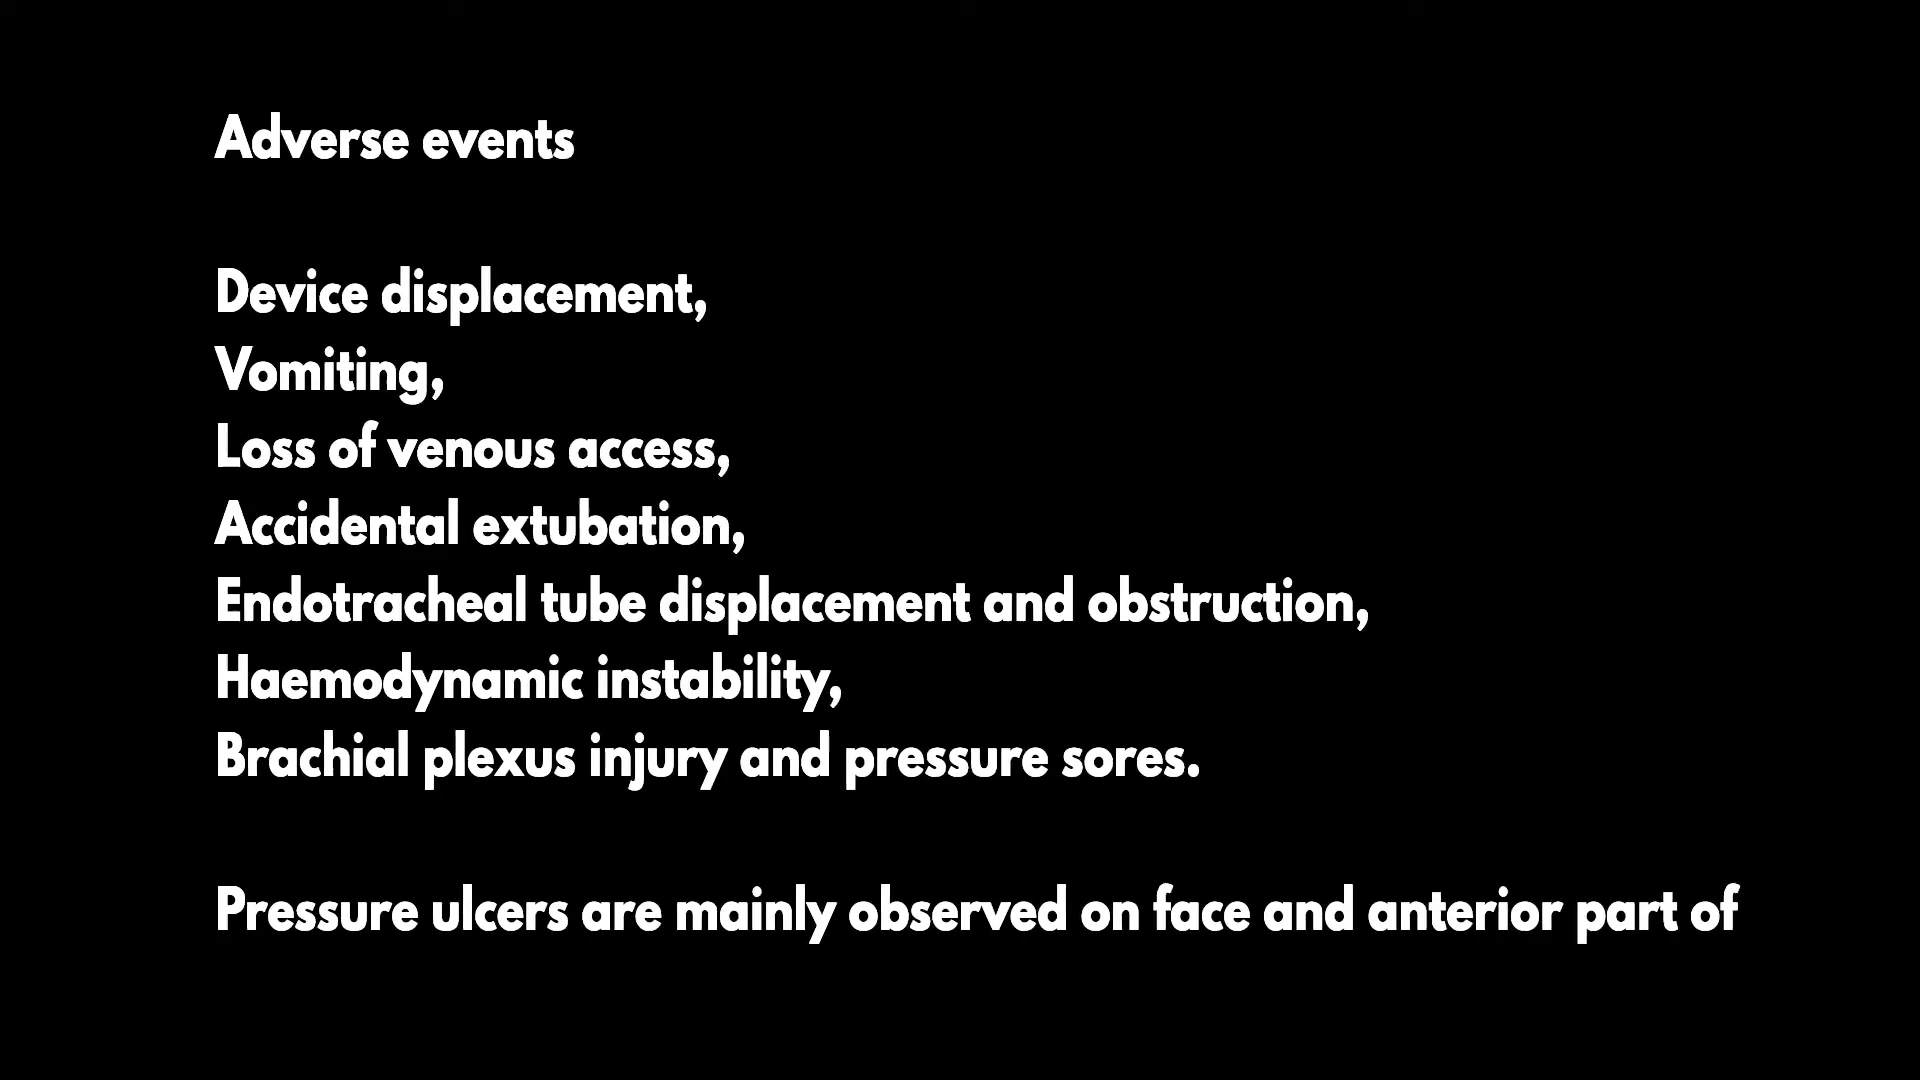 Adverse events
Device displacement,
Vomiting,
Loss of venous access,
Accidental extubation,
Endotracheal tube displacement and obstruction,
Haemodynamic instability,
Brachial plexus injury and pressure sores.
Pressure ulcers are mainly observed on face and anterior part of